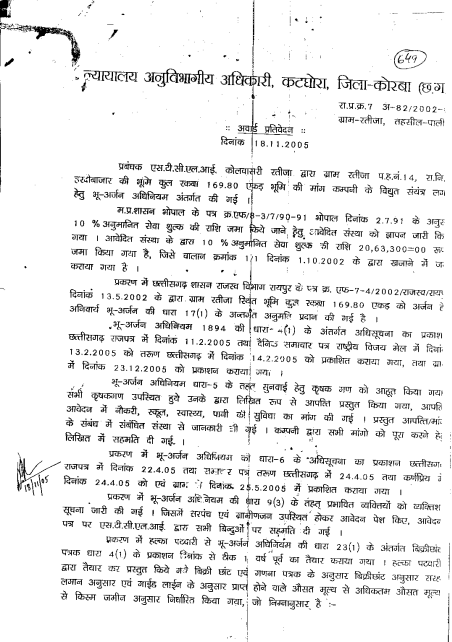 649
न्यायालय अनुविभागीय अधिकारी, कटघोरा, जिला-कोरबा (छ.ग
रा.प्र.क्र.7 अ-82/2002-
ग्राम-रतीजा, तहसील-पाली
:: अवार्ड प्रतिवेदन ::
दिनांक 18.11.2005
प्रबंधक एस.टी.सी.एल.आई. कोलवासरी रतीजा द्वारा ग्राम रतीजा प.ह.नं.14, रा.नि.
हरदीबाजार की भूमि कुल रकबा 169.80 एकड़ भूमि की मांग कम्पनी के विद्युत संयंत्र लग
हेतु भू-अर्जन अधिनियम अंतर्गत की गई ।
म.प्र.शासन भोपाल के पत्र क्र.एफ/8-3/7/90-91 भोपाल दिनांक 2.7.91 के अनुस
10 % अनुमानित सेवा शुल्क की राशि जमा किये जाने हेतु आवेदित संस्था को ज्ञापन जारी कि
गया । आवेदित संस्था के द्वारा 10 % अनुमानित सेवा शुल्क की राशि 20,63,300=00 रू.
जमा किया गया है, जिसे चालान क्रमांक 1/1 दिनांक 1.10.2002 के द्वारा खजाने में ज
कराया गया है ।
प्रकरण में छत्तीसगढ़ शासन राजस्व विभाग रायपुर के पत्र क्र. एफ-7-4/2002/राजस्व/राय
दिनांक 13.5.2002 के द्वारा ग्राम रतीजा स्थित भूमि कुल रकबा 169.80 एकड़ को अर्जन हे
अनिवार्य भू-अर्जन की धारा 17(1) के अन्तर्गत अनुमति प्रदान की गई है ।
भू-अर्जन अधिनियम 1894 की धारा- 4(1) के अंतर्गत अधिसूचना का प्रकाश
छत्तीसगढ़ राजपत्र में दिनांक 11.2.2005 तथा दैनिक समाचार पत्र राष्ट्रीय विजय मेल में दिनां
13.2.2005 को तरूण छत्तीसगढ़ में दिनांक 14.2.2005 को प्रकाशित कराया गया, तथा ग्रा
में दिनांक 23.12.2005 को प्रकाशन कराया गया ।
भू-अर्जन अधिनियम धारा-5 के तहत् सुनवाई हेतु कृषक गण को आहूत किया गय
सभी कृषकगण उपस्थित हुये उनके द्वारा लिखित रूप से आपत्ति प्रस्तुत किया गया, आपत्ति
आवेदन में नौकरी, स्कूल, स्वास्थ्य, पानी की सुविधा का मांग की गई । प्रस्तुत आपत्ति/मां
के संबंध में संबंधित संस्था से जानकारी ली गई । कम्पनी द्वारा सभी मांगो को पूरा करने हे
लिखित में सहमति दी गई. ।
प्रकरण में भू-अर्जन अधिनियम की धारा-6 के अधिसूचना का प्रकाशन छत्तीसग
राजपत्र में दिनांक 22.4.05 तथा समाचार पत्र तरूण छत्तीसगढ़ में 24.4.05 तथा कर्णप्रिय में
दिनांक 24.4.05 को एवं ग्राम में दिनांक 25.5.2005 में प्रकाशित कराया गया ।
प्रकरण में भू-अर्जन अधिनियम की धारा 9(3) के तहत् प्रभावित व्यक्तियों को व्यक्तिश
सूचना जारी की गई । जिसमें सरपंच एवं ग्रामीणजन उपस्थित होकर आवेदन पेश किए, आवेदन
पत्र पर एस.टी.सी.एल.आई. द्वारा सभी बिन्दुओं पर सहमति दी गई ।
प्रकरण में हल्का पटवारी से भू-अर्जन अधिनियम की धारा 23(1) के अंतर्गत बिक्रीछांट
पत्रक धारा 4(1) के प्रकाशन दिनांक से ठीक 1 वर्ष पूर्व का तैयार कराया गया । हल्का पटवारी
द्वारा तैयार कर प्रस्तुत किये गये बिक्री छांट एवं गणना पत्रक के अनुसार बिक्रीछांट अनुसार
लगान अनुसार एवं गाईड लाईन के अनुसार प्राप्त होने वाले औसत मूल्य से अधिकतम औसत मूल्य
से किस्म जमीन अनुसार निर्धारित किया गया, जो निम्नानुसार है :-
18/11/05